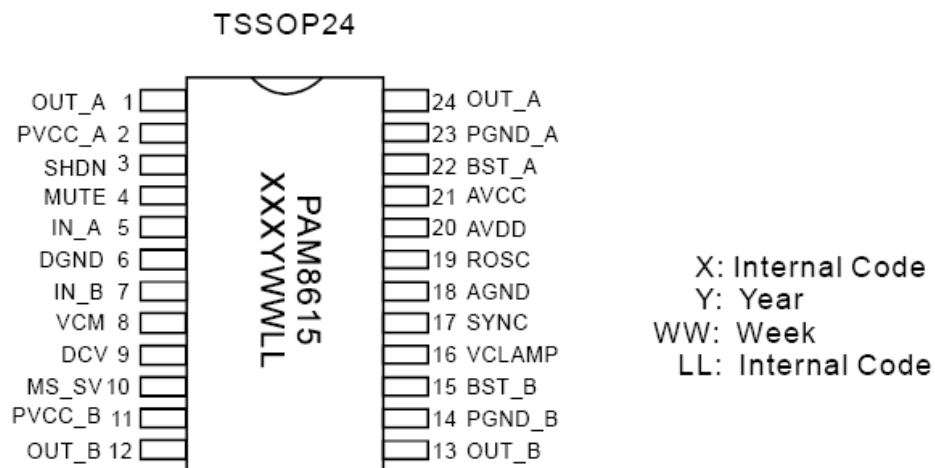 TSSOP24
OUT_A 1
PVCC_A 2
SHDN 3
MUTE 4
IN_A 5
DGND 6
IN_B 7
VCM 8
DCV 9
MS_SV 10
PVCC_B 11
OUT_B 12
PAM8615
XXXYWWLL
24 OUT_A
23 PGND_A
22 BST_A
21 AVCC
20 AVDD
19 ROSC
18 AGND
17 SYNC
16 VCLAMP
15 BST_B
14 PGND_B
13 OUT_B
X: Internal Code
Y: Year
WW: Week
LL: Internal Code